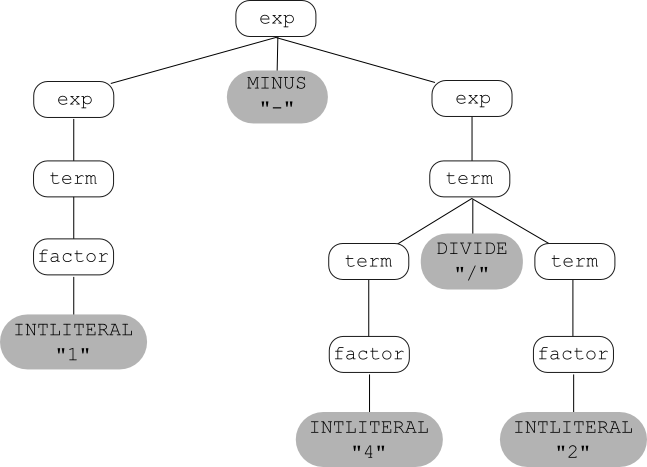 exp
exp
MINUS
"-"
exp
term
term
factor
term
DIVIDE
"/"
term
INTLITERAL
"1"
factor
factor
INTLITERAL
"4"
INTLITERAL
"2"